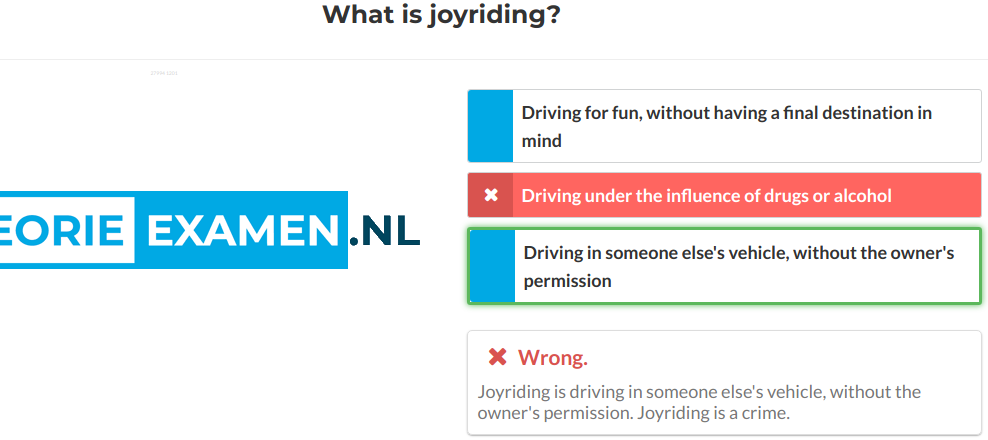 What is joyriding?
Driving for fun, without having a final destination in
mind
Driving under the influence of drugs or alcohol
EORIE EXAMEN.NL
Driving in someone else's vehicle, without the owner's
permission
Wrong.
Joyriding is driving in someone else's vehicle, without the
owner's permission. Joyriding is a crime.